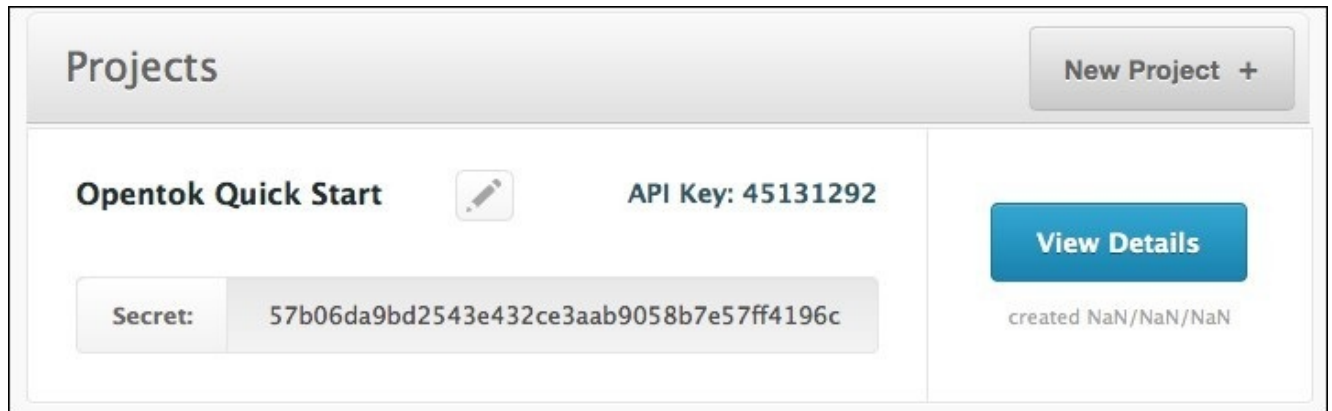 Projects
New Project +
Opentok Quick Start
API Key: 45131292
View Details
Secret:
57b06da9bd2543e432ce3aab9058b7e57ff4196c
created NaN/NaN/NaN